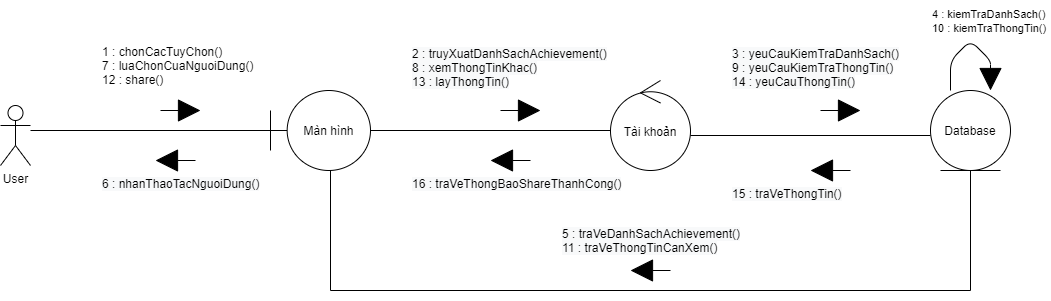 4 : kiemTraDanhSach()
10 : kiemTraThongTin()
1 : chonCacTuyChon()
7 : luaChonCuaNguoiDung()
12 : share()
2 : truyXuatDanhSachAchievement()
8 : xemThongTinKhac()
13 : layThongTin()
3 : yeuCauKiemTraDanhSach()
9 : yeuCauKiemTraThongTin()
14 : yeuCauThongTin()
Màn hình
Tài khoản
Database
User
6 : nhanThaoTacNguoiDung()
16 : traVeThongBaoShareThanhCong()
15 : traVeThongTin()
5 : traVeDanhSachAchievement()
11 : traVeThongTinCanXem()